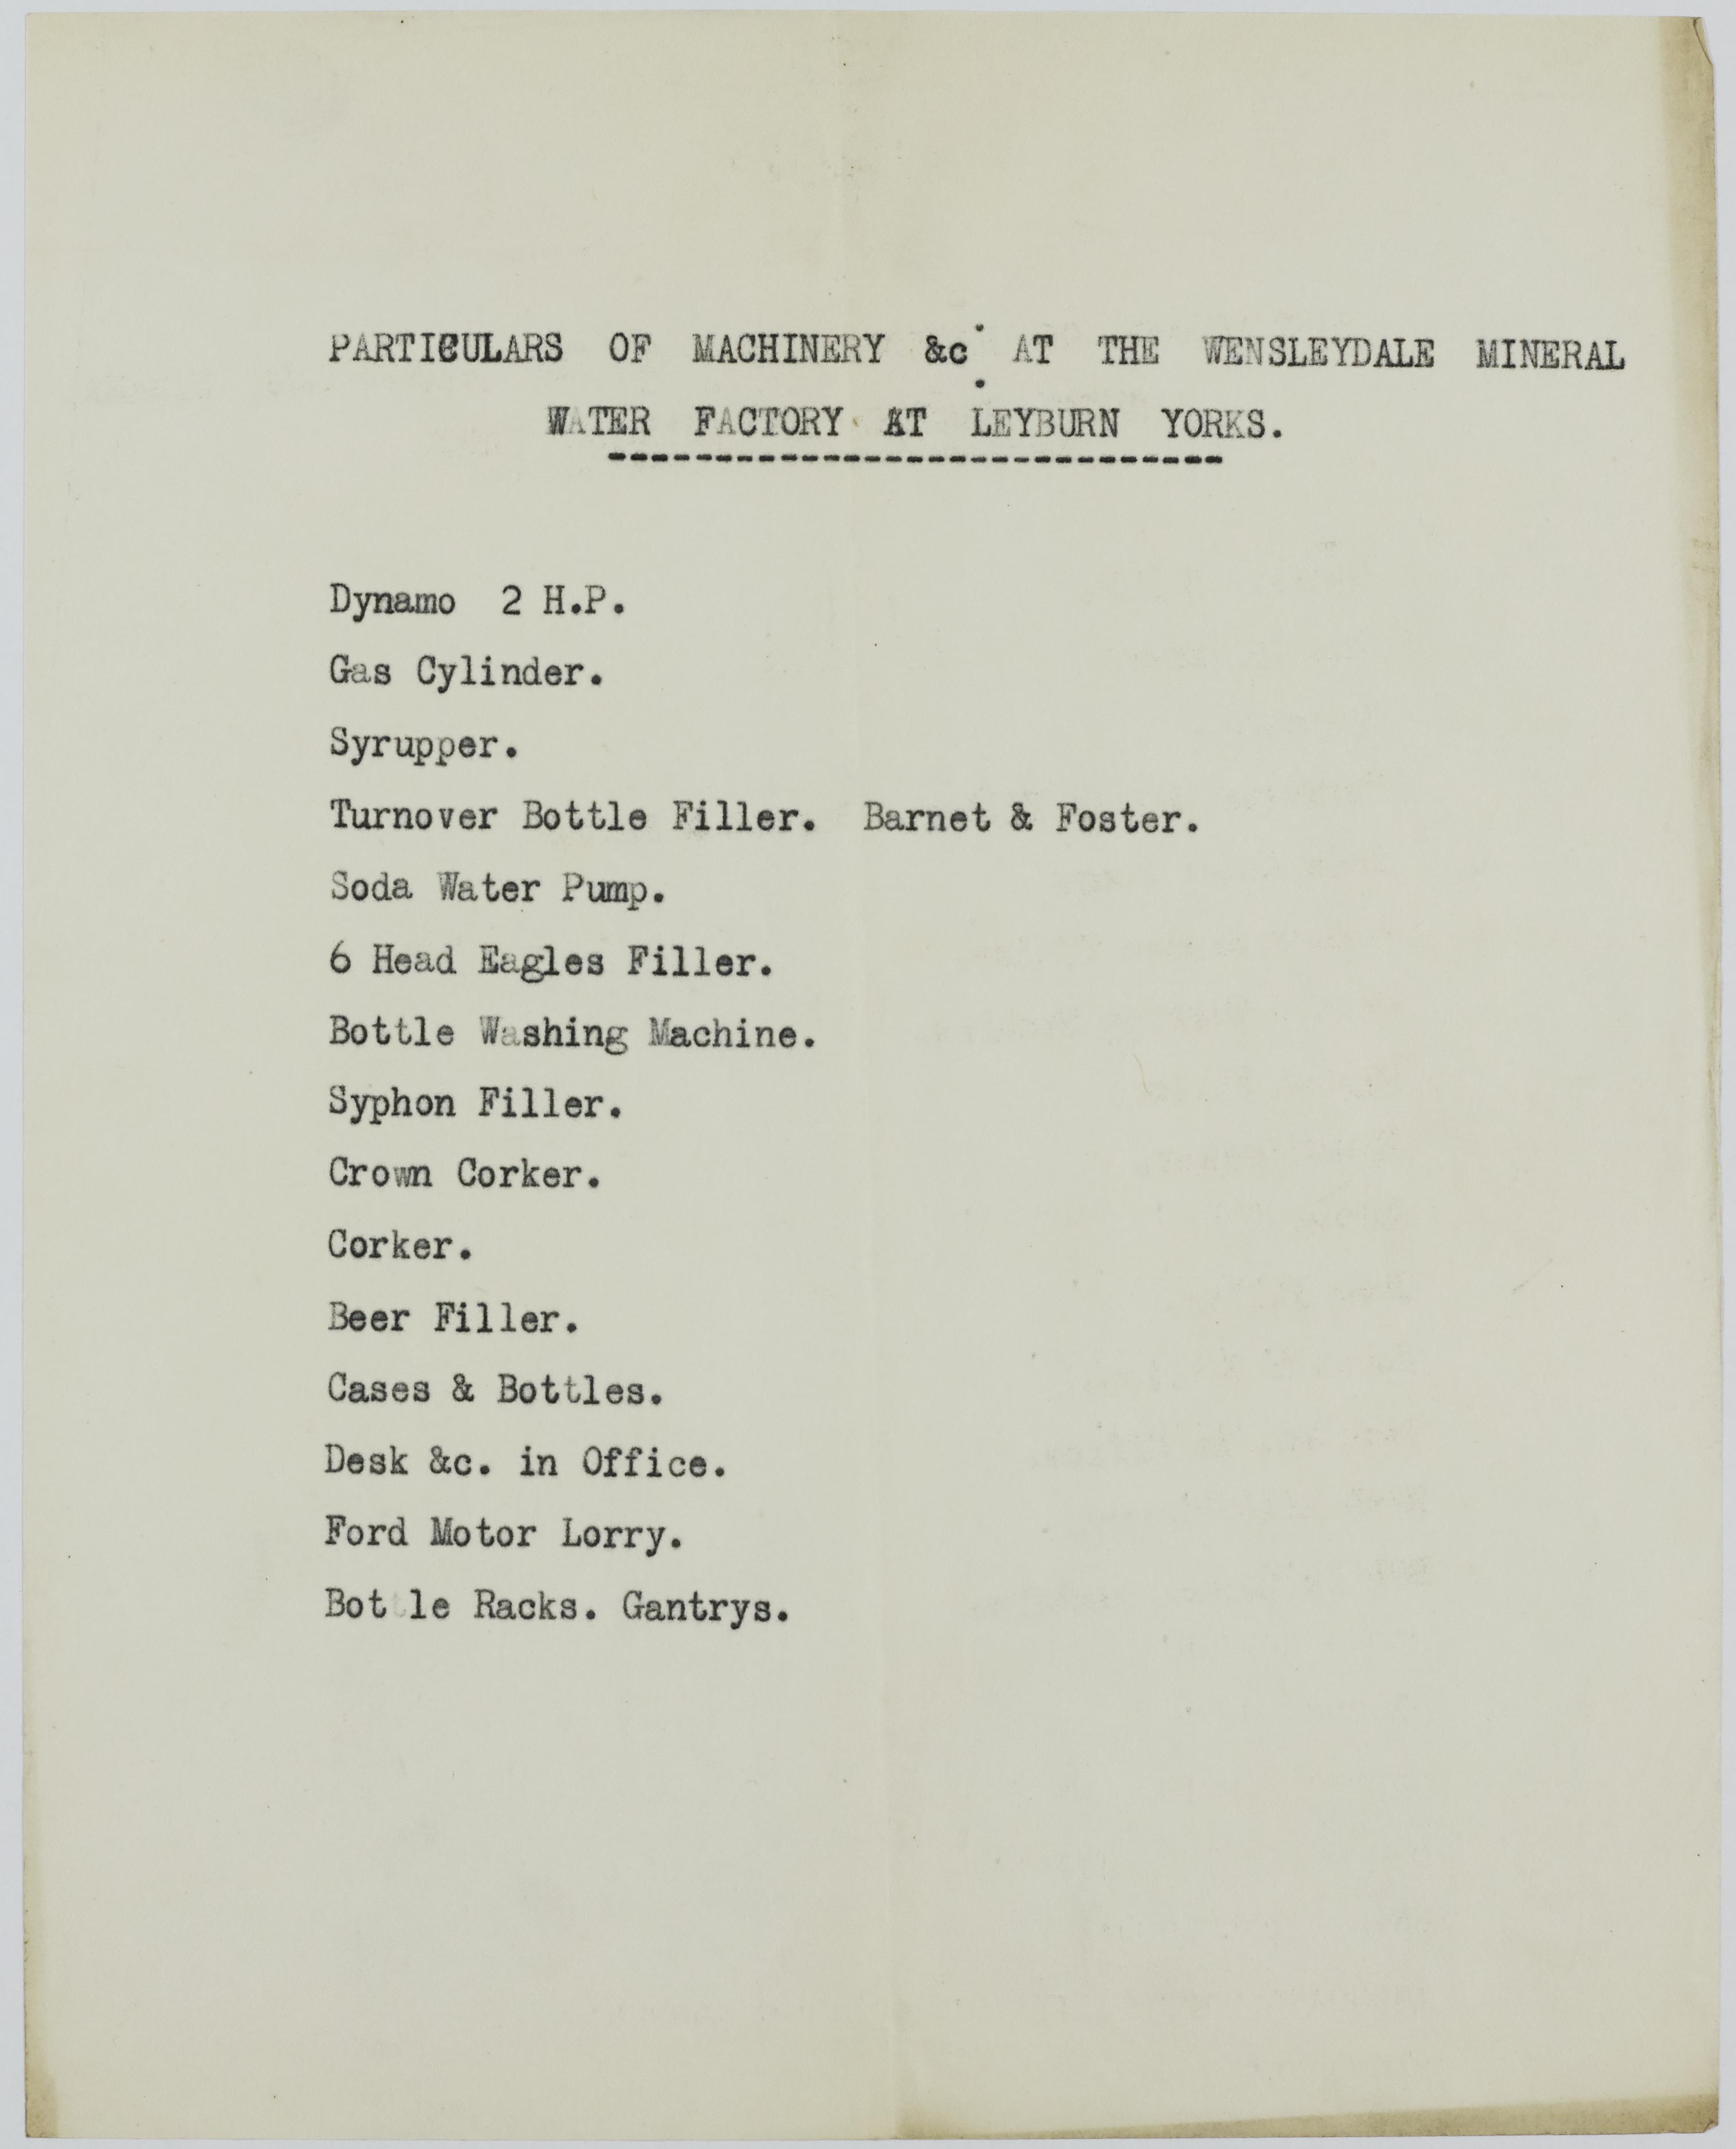 PARTICULARS OF MACHINERY &c. AT THE WENSLEYDALE MINERAL
WATER FACTORY AT LEYBURN YORKS.
-----------------------------
Dynamo 2 H.P.
Gas Cylinder.
Syrupper.
Turnover Bottle Filler. Barnet & Foster.
Soda Water Pump.
6 Head Eagles Filler.
Bottle Washing Machine.
Syphon Filler.
Crown Corker.
Corker.
Beer Filler.
Cases & Bottles.
Desk &c. in Office.
Ford Motor Lorry.
Bottle Racks. Gantrys.